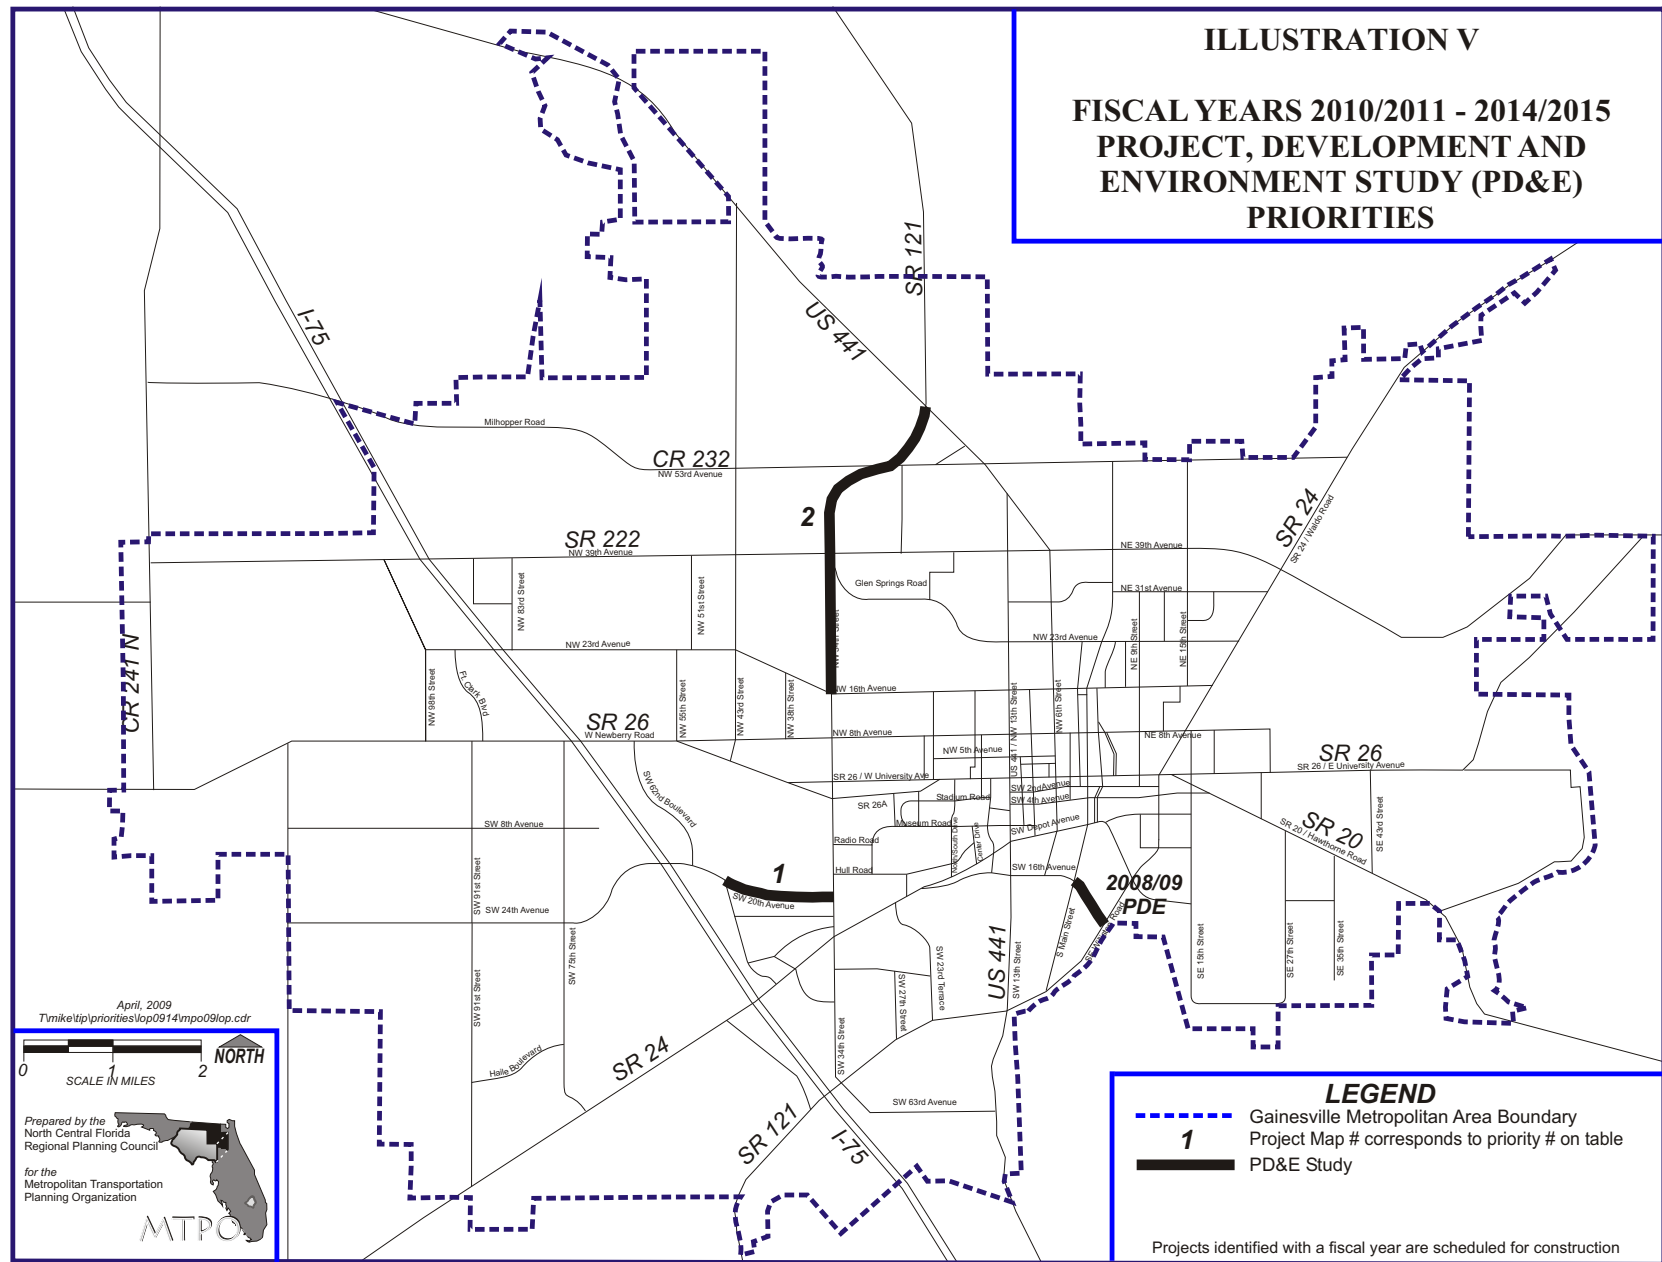 ILLUSTRATION V
FISCAL YEARS 2010/2011 - 2014/2015
PROJECT, DEVELOPMENT AND
ENVIRONMENT STUDY (PD&E)
PRIORITIES
SR 121
US 441
I-75
Milhopper Road
CR 232
NW 53rd Avenue
2
SR 24
SR 24 / Waldo Road
SR 222
NW 39th Avenue
NE 39th Avenue
Glen Springs Road
NE 31st Avenue
NW 83rd Street
NW 51st Street
NW 34th Street
CR 241 N
NW 23rd Avenue
NW 23rd Avenue
NE 9th Street
NE 15th Street
NW 98th Street
Ft. Clark Blvd
NW 55th Street
NW 43rd Street
NW 38th Street
NW 16th Avenue
US 441 / NW 13th Street
NW 6th Street
SR 26
W Newberry Road
NW 8th Avenue
NE 8th Avenue
NW 5th Avenue
SR 26
SR 26 / E University Avenue
SR 26 / W University Ave
SW 62nd Boulevard
SW 2nd Avenue
SR 26A
Stadium Road
SW 4th Avenue
SW 8th Avenue
Museum Road
SW Depot Avenue
SR 20
SR 20 / Hawthorne Road
SE 43rd Street
Radio Road
North/South Drive
Center Drive
Hull Road
SW 16th Avenue
1
SW 20th Avenue
2008/09
PDE
SW 91st Street
SW 24th Avenue
S Main Street
SW 75th Street
SW 23rd Terrace
US 441
SW 13th Street
SE 15th Street
SE 27th Street
SE 35th Street
SW 91st Street
SW 27th Street
SW 34th Street
Haile Boulevard
SR 24
SW 63rd Avenue
SR 121
I-75
April, 2009
T\mike\tip\priorities\lop0914\mpo09lop.cdr
NORTH
0 1 2
SCALE IN MILES
Prepared by the
North Central Florida
Regional Planning Council
for the
Metropolitan Transportation
Planning Organization
MTPO
LEGEND
Gainesville Metropolitan Area Boundary
1 Project Map # corresponds to priority # on table
PD&E Study
Projects identified with a fiscal year are scheduled for construction